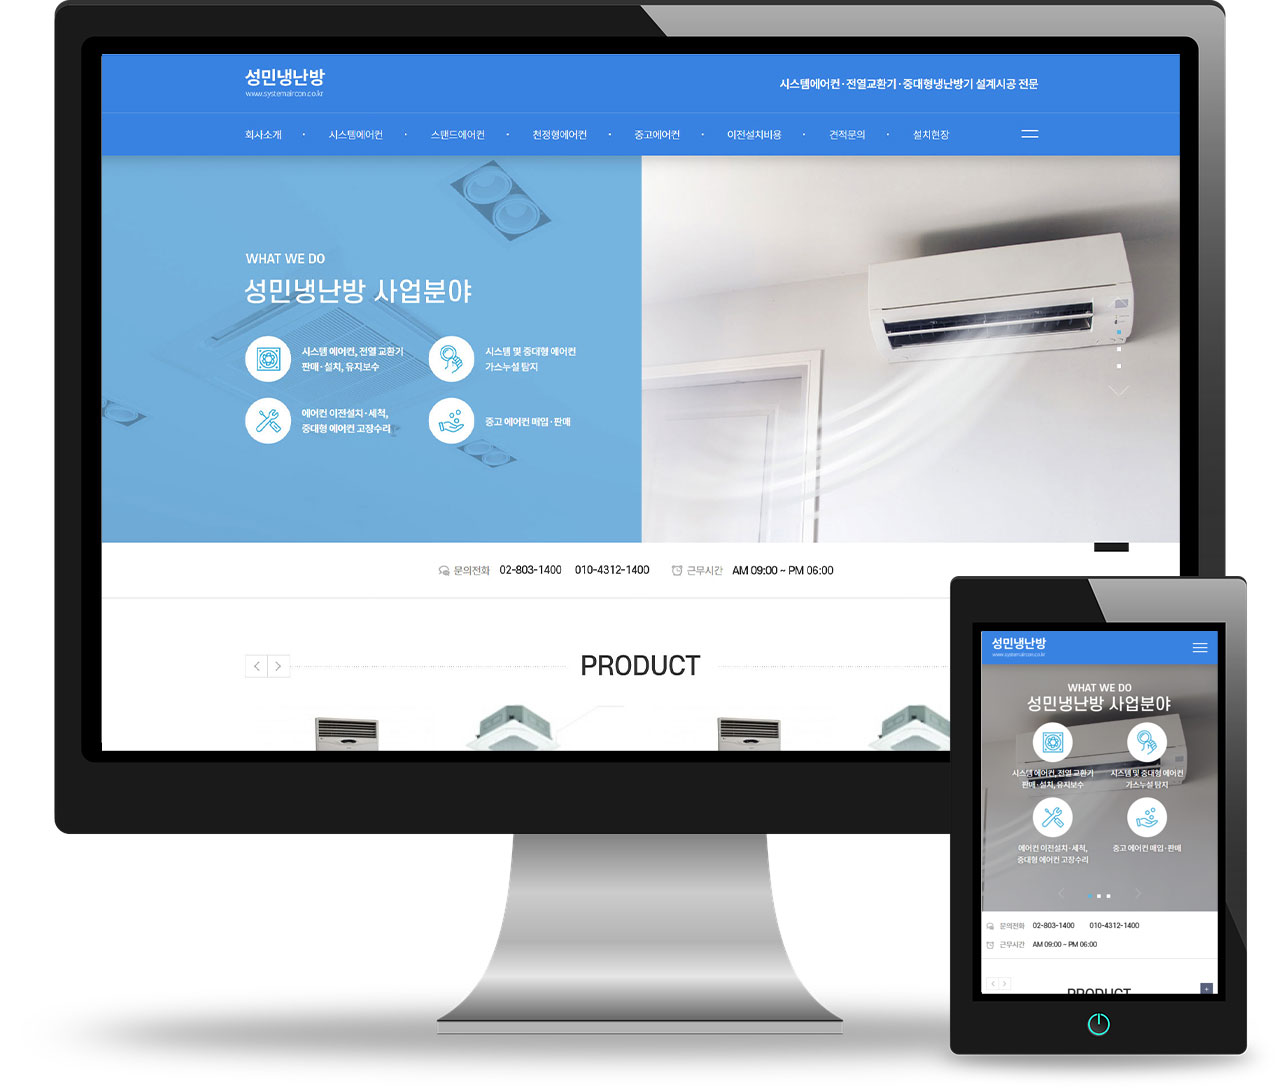 성민냉난방
www.systemaircon.co.kr
시스템에어컨 · 전열교환기 · 중대형냉난방기 설계시공 전문
회사소개 · 시스템에어컨 · 스탠드에어컨 · 천정형에어컨 · 중고에어컨 · 이전설치비용 · 견적문의 · 설치현장
WHAT WE DO
성민냉난방 사업분야
시스템 에어컨, 전열 교환기
판매 · 설치, 유지보수
시스템 및 중대형 에어컨
가스누설 탐지
에어컨 이전설치 · 세척,
중대형 에어컨 고장수리
중고 에어컨 매입 · 판매
문의전화 02-803-1400 010-4312-1400 근무시간 AM 09:00 ~ PM 06:00
PRODUCT
성민냉난방
www.systemaircon.co.kr
WHAT WE DO
성민냉난방 사업분야
시스템 에어컨, 전열 교환기
판매 · 설치, 유지보수
시스템 및 중대형 에어컨
가스누설 탐지
에어컨 이전설치 · 세척,
중대형 에어컨 고장수리
중고 에어컨 매입 · 판매
문의전화 02-803-1400 010-4312-1400
근무시간 AM 09:00 ~ PM 06:00
PRODUCT